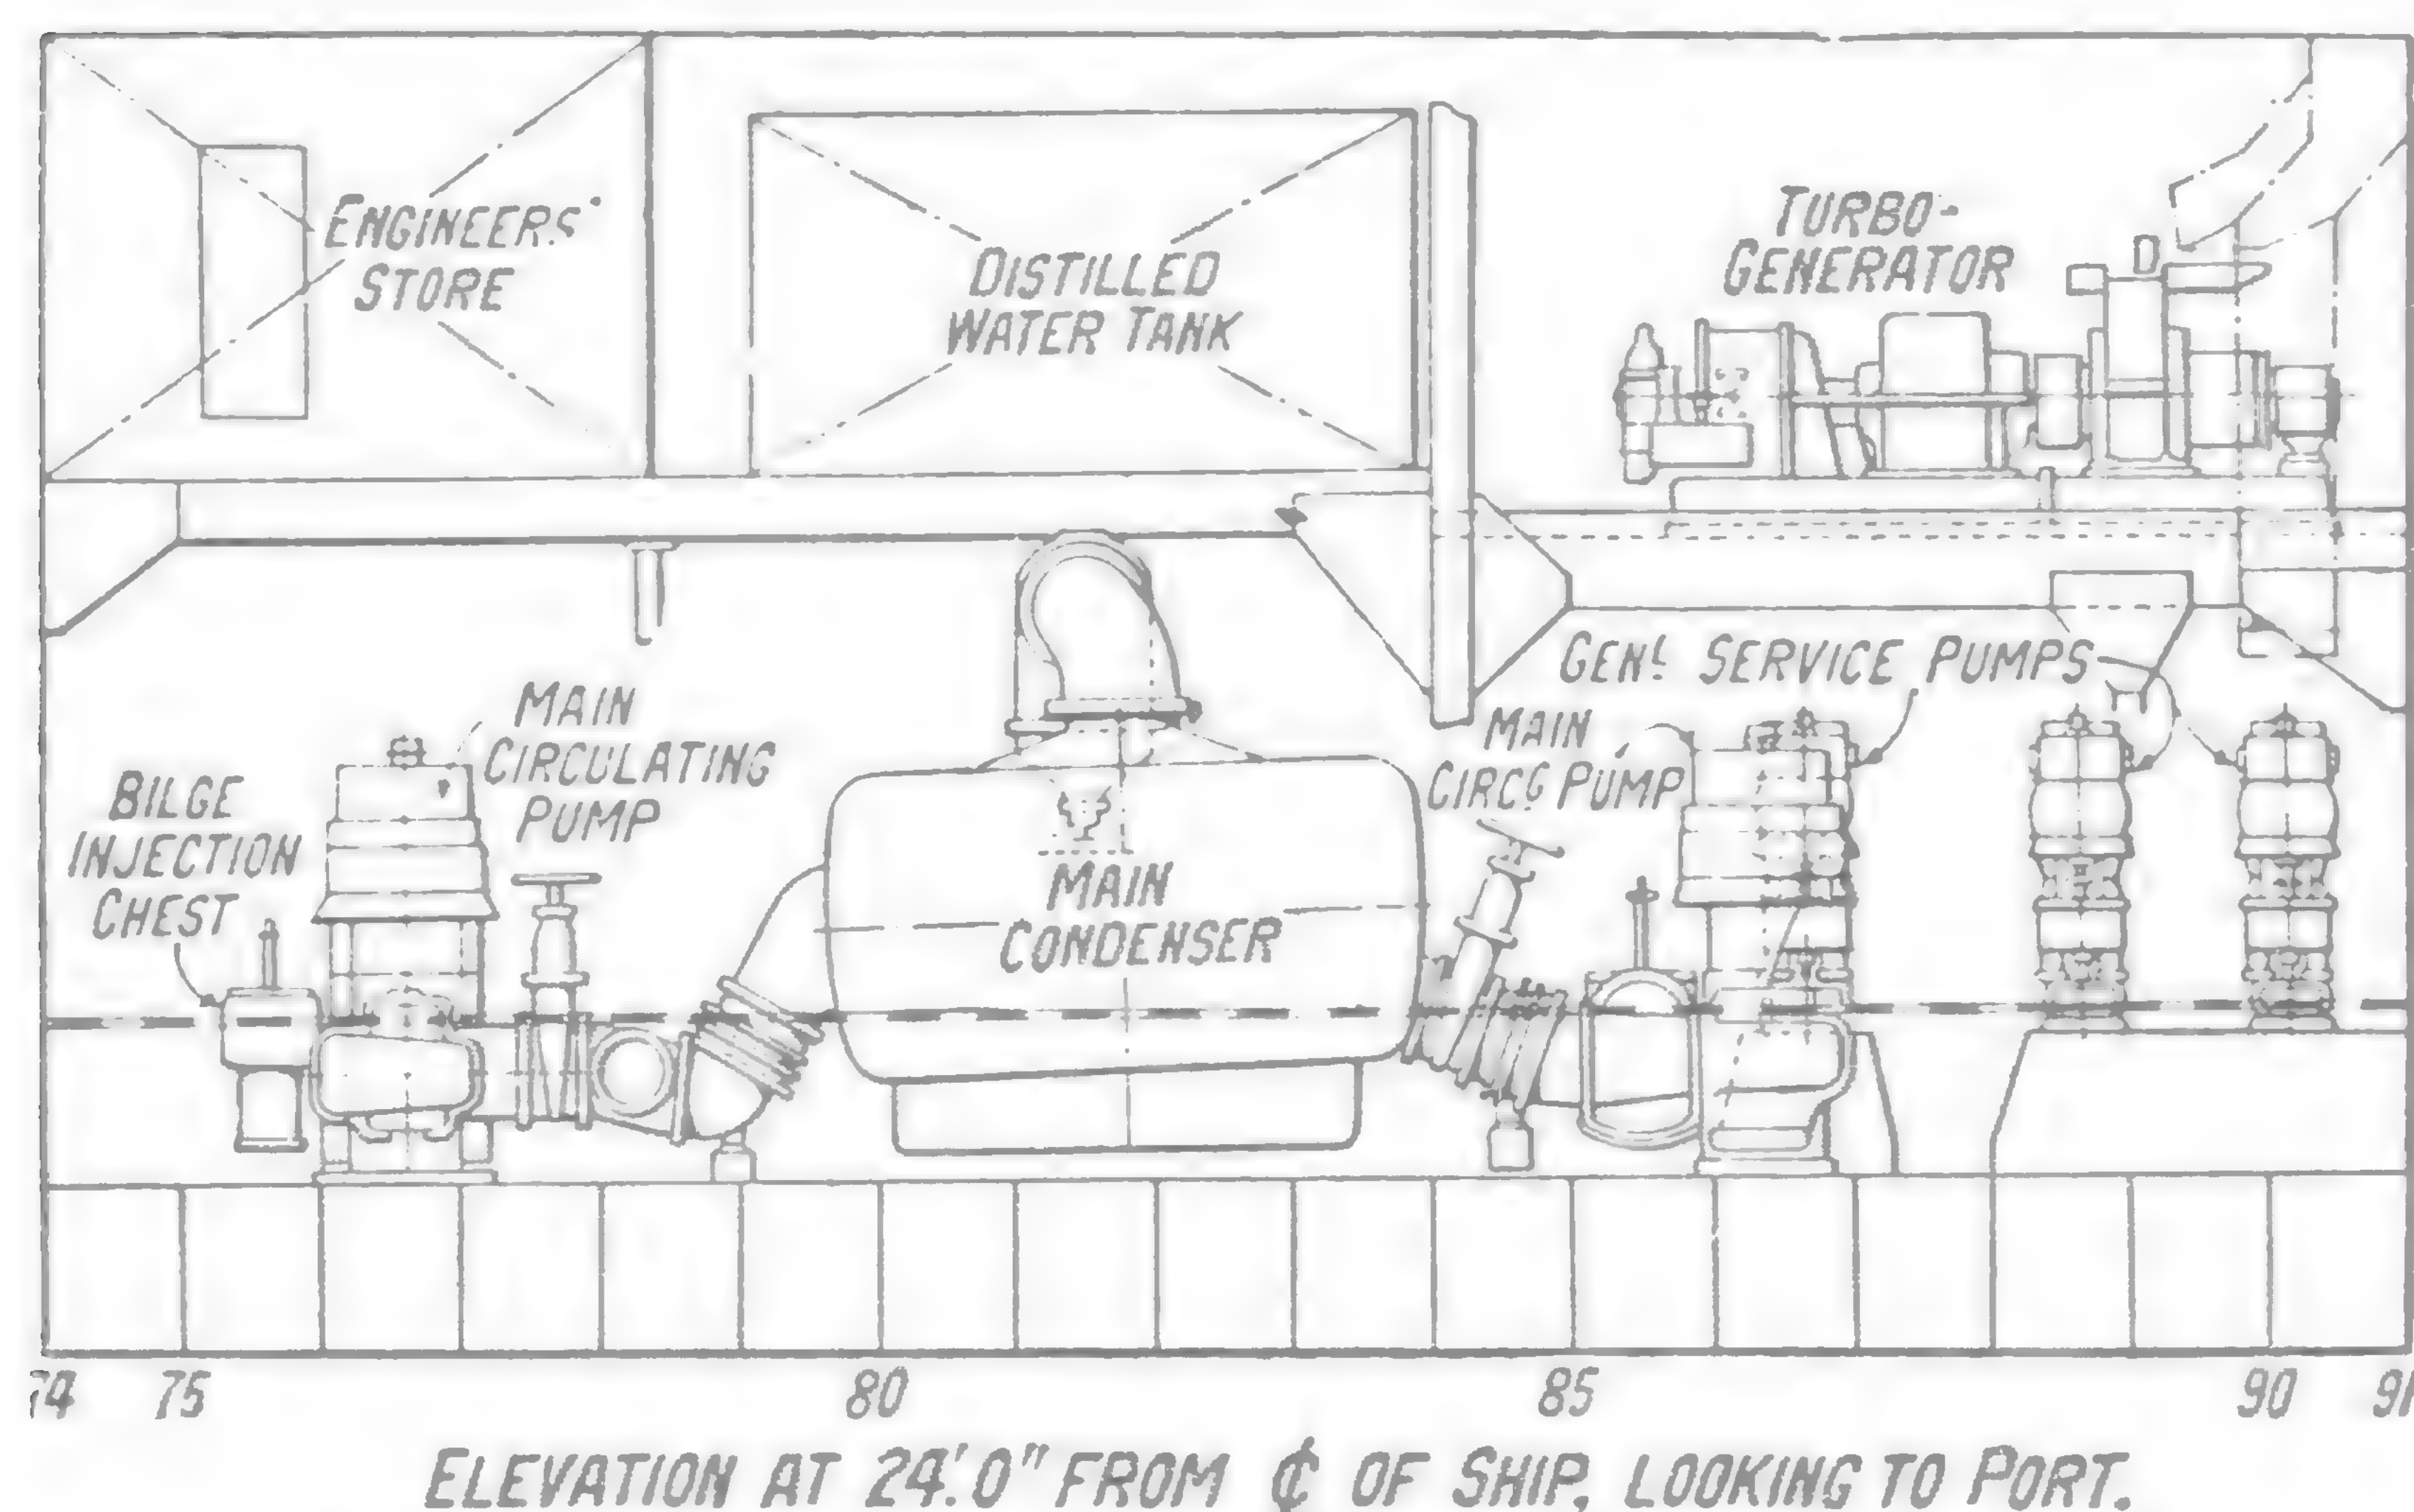 ENGINEERS'
STORE
DISTILLED
WATER TANK
TURBO-
GENERATOR
GENL SERVICE PUMPS
MAIN
CIRCULATING
PUMP
MAIN
CIRCG PUMP
BILGE
INJECTION
CHEST
MAIN
CONDENSER
74 75 80 85 90 91
ELEVATION AT 24'.0" FROM ⅊ OF SHIP, LOOKING TO PORT.